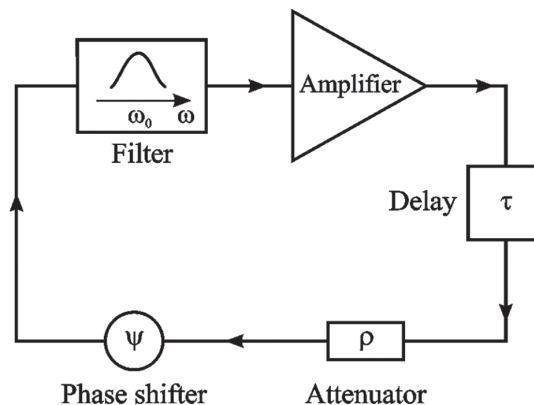 Amplifier
ω₀ ω
Filter
Delay
τ
ψ
ρ
Phase shifter
Attenuator